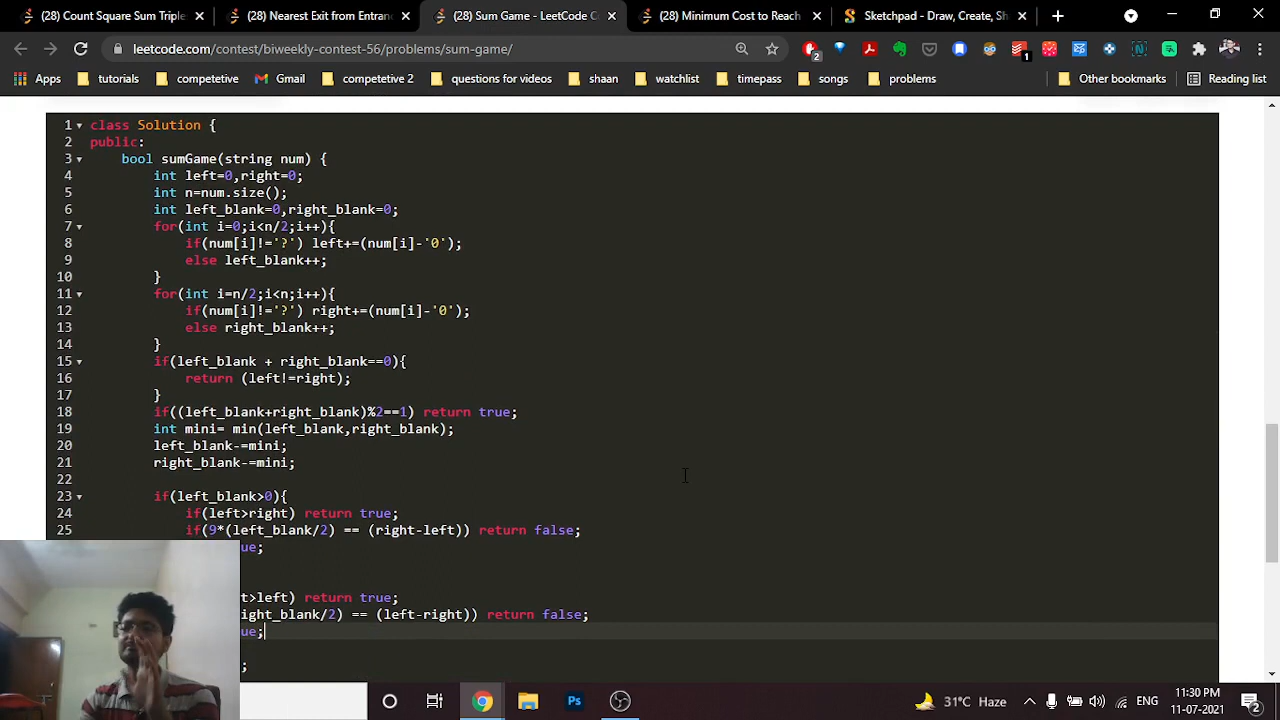 (28) Count Square Sum Triple
(28) Nearest Exit from Entranc
(28) Sum Game - LeetCode Co
(28) Minimum Cost to Reach
Sketchpad - Draw, Create, Sh
leetcode.com/contest/biweekly-contest-56/problems/sum-game/
2
1
Apps
tutorials
competetive
Gmail
competetive 2
questions for videos
shaan
watchlist
timepass
songs
problems
Other bookmarks
Reading list
1 class Solution {
2 public:
3 bool sumGame(string num) {
4 int left=0,right=0;
5 int n=num.size();
6 int left_blank=0,right_blank=0;
7 for(int i=0;i<n/2;i++){
8 if(num[i]!='?') left+=(num[i]-'0');
9 else left_blank++;
10 }
11 for(int i=n/2;i<n;i++){
12 if(num[i]!='?') right+=(num[i]-'0');
13 else right_blank++;
14 }
15 if(left_blank + right_blank==0){
16 return (left!=right);
17 }
18 if((left_blank+right_blank)%2==1) return true;
19 int mini= min(left_blank,right_blank);
20 left_blank-=mini;
21 right_blank-=mini;
22
23 if(left_blank>0){
24 if(left>right) return true;
25 if(9*(left_blank/2) == (right-left)) return false;
ue;
t>left) return true;
ight_blank/2) == (left-right)) return false;
ue;
;
31°C Haze
ENG
11:30 PM
11-07-2021
2